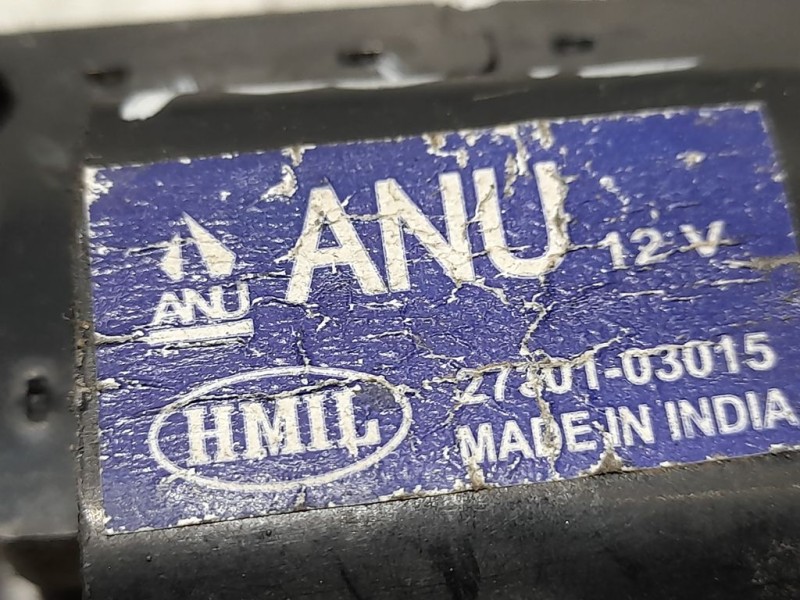 ANU 12 V
ANU
27301-03015
HMIL
MADE IN INDIA